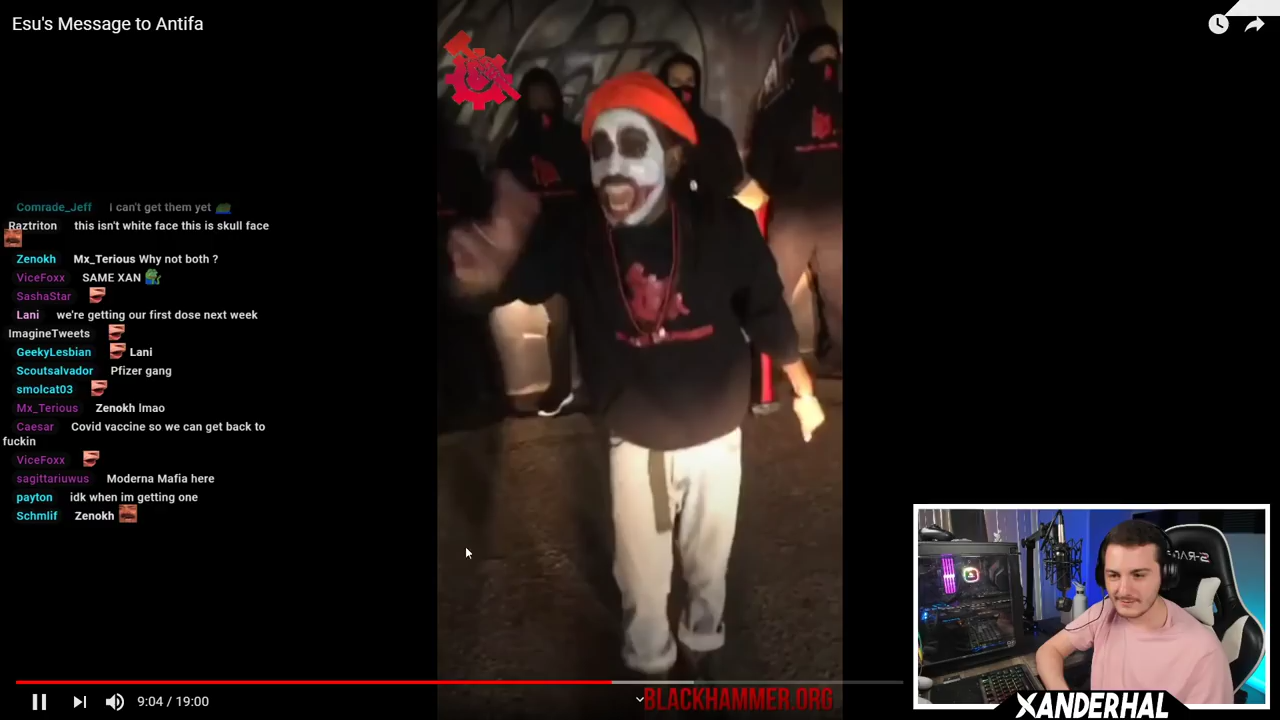 Esu's Message to Antifa
Comrade_Jeff i can't get them yet
Raztriton this isn't white face this is skull face
Zenokh Mx_Terious Why not both ?
ViceFoxx SAME XAN
SashaStar
Lani we're getting our first dose next week
ImagineTweets
GeekyLesbian Lani
Scoutsalvador Pfizer gang
smolcat03
Mx_Terious Zenokh lmao
Caesar Covid vaccine so we can get back to
fuckin
ViceFoxx
sagittariuwus Moderna Mafia here
payton idk when im getting one
Schmlif Zenokh
9:04 / 19:00
BLACKHAMMER.ORG
XANDERHAL